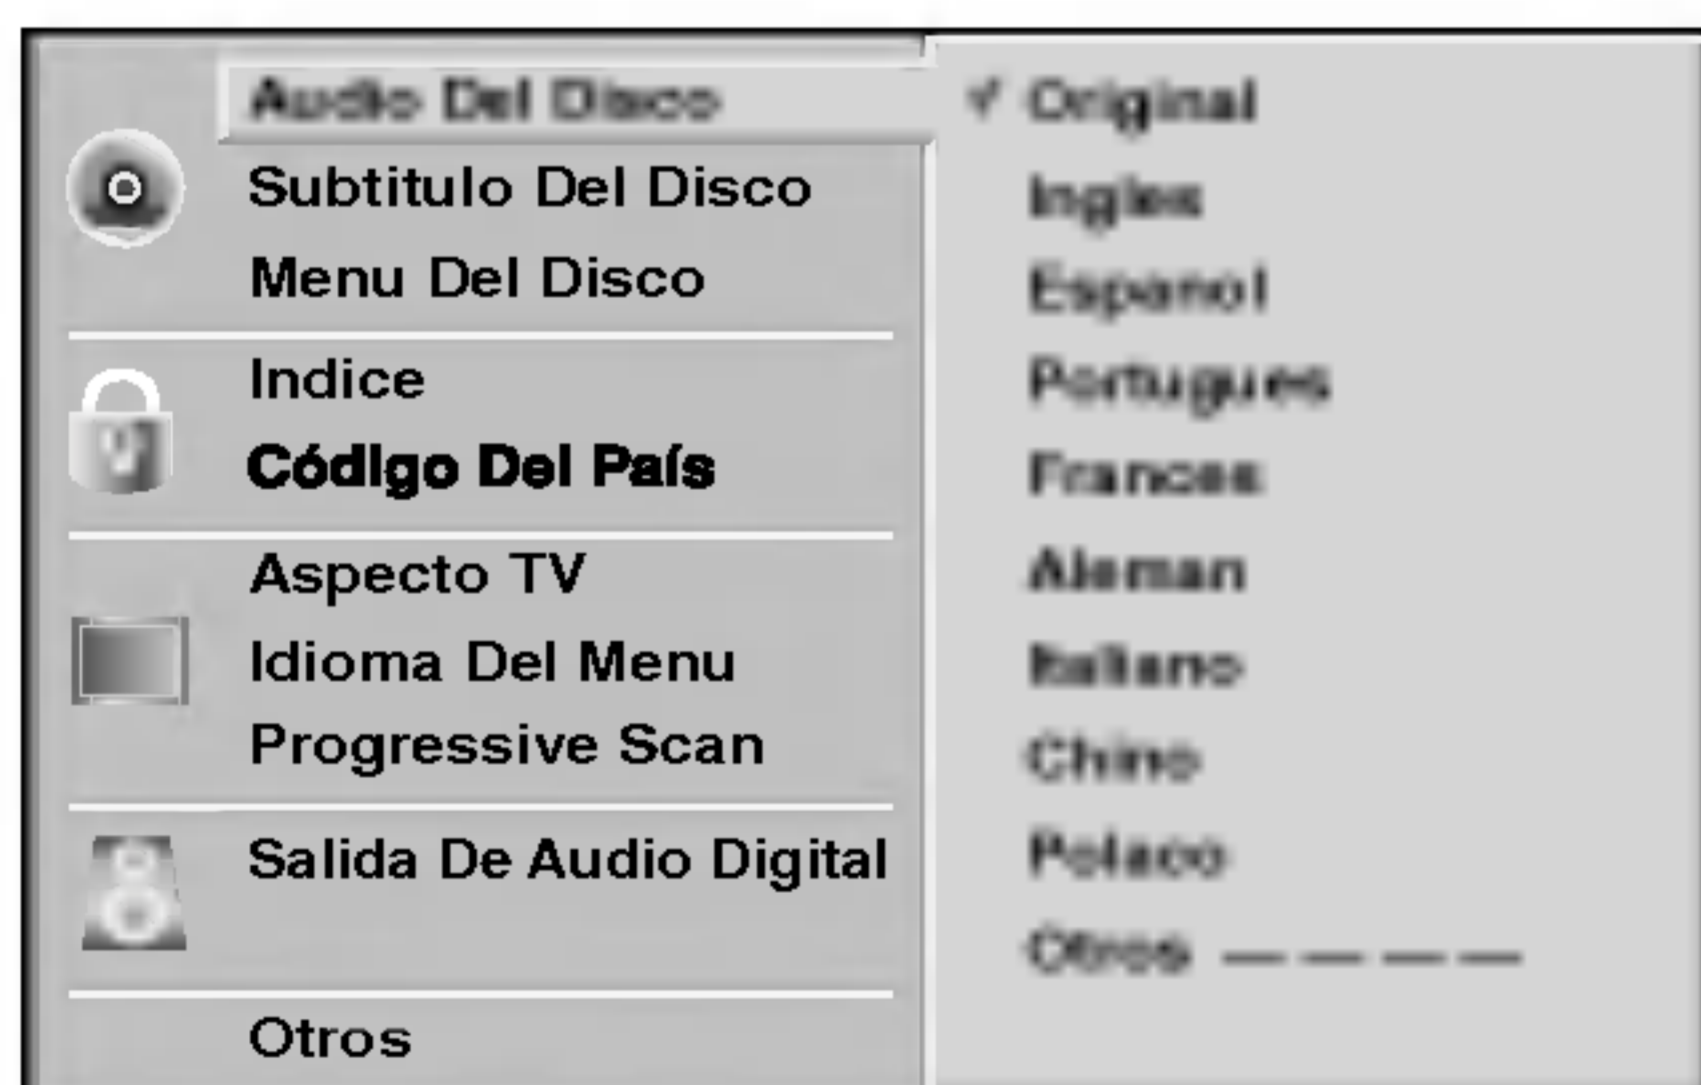 Audio Del Disco
Subtitulo Del Disco
Menu Del Disco
Indice
Código Del País
Aspecto TV
Idioma Del Menu
Progressive Scan
Salida De Audio Digital
Otros
✓ Original
Ingles
Espanol
Portugues
Frances
Aleman
Italiano
Chino
Polaco
Otros — — — —